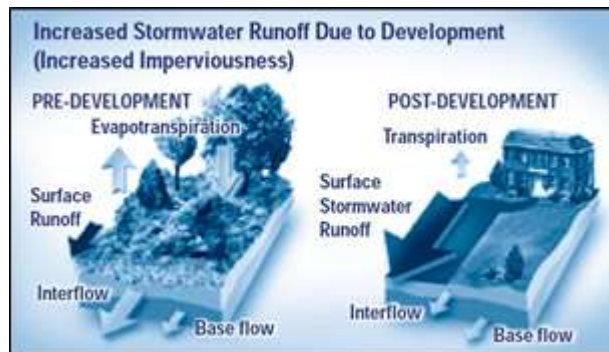 Increased Stormwater Runoff Due to Development
(Increased Imperviousness)
PRE-DEVELOPMENT
Evapotranspiration
Surface
Runoff
Interflow
Base flow
POST-DEVELOPMENT
Transpiration
Surface
Stormwater
Runoff
Interflow
Base flow